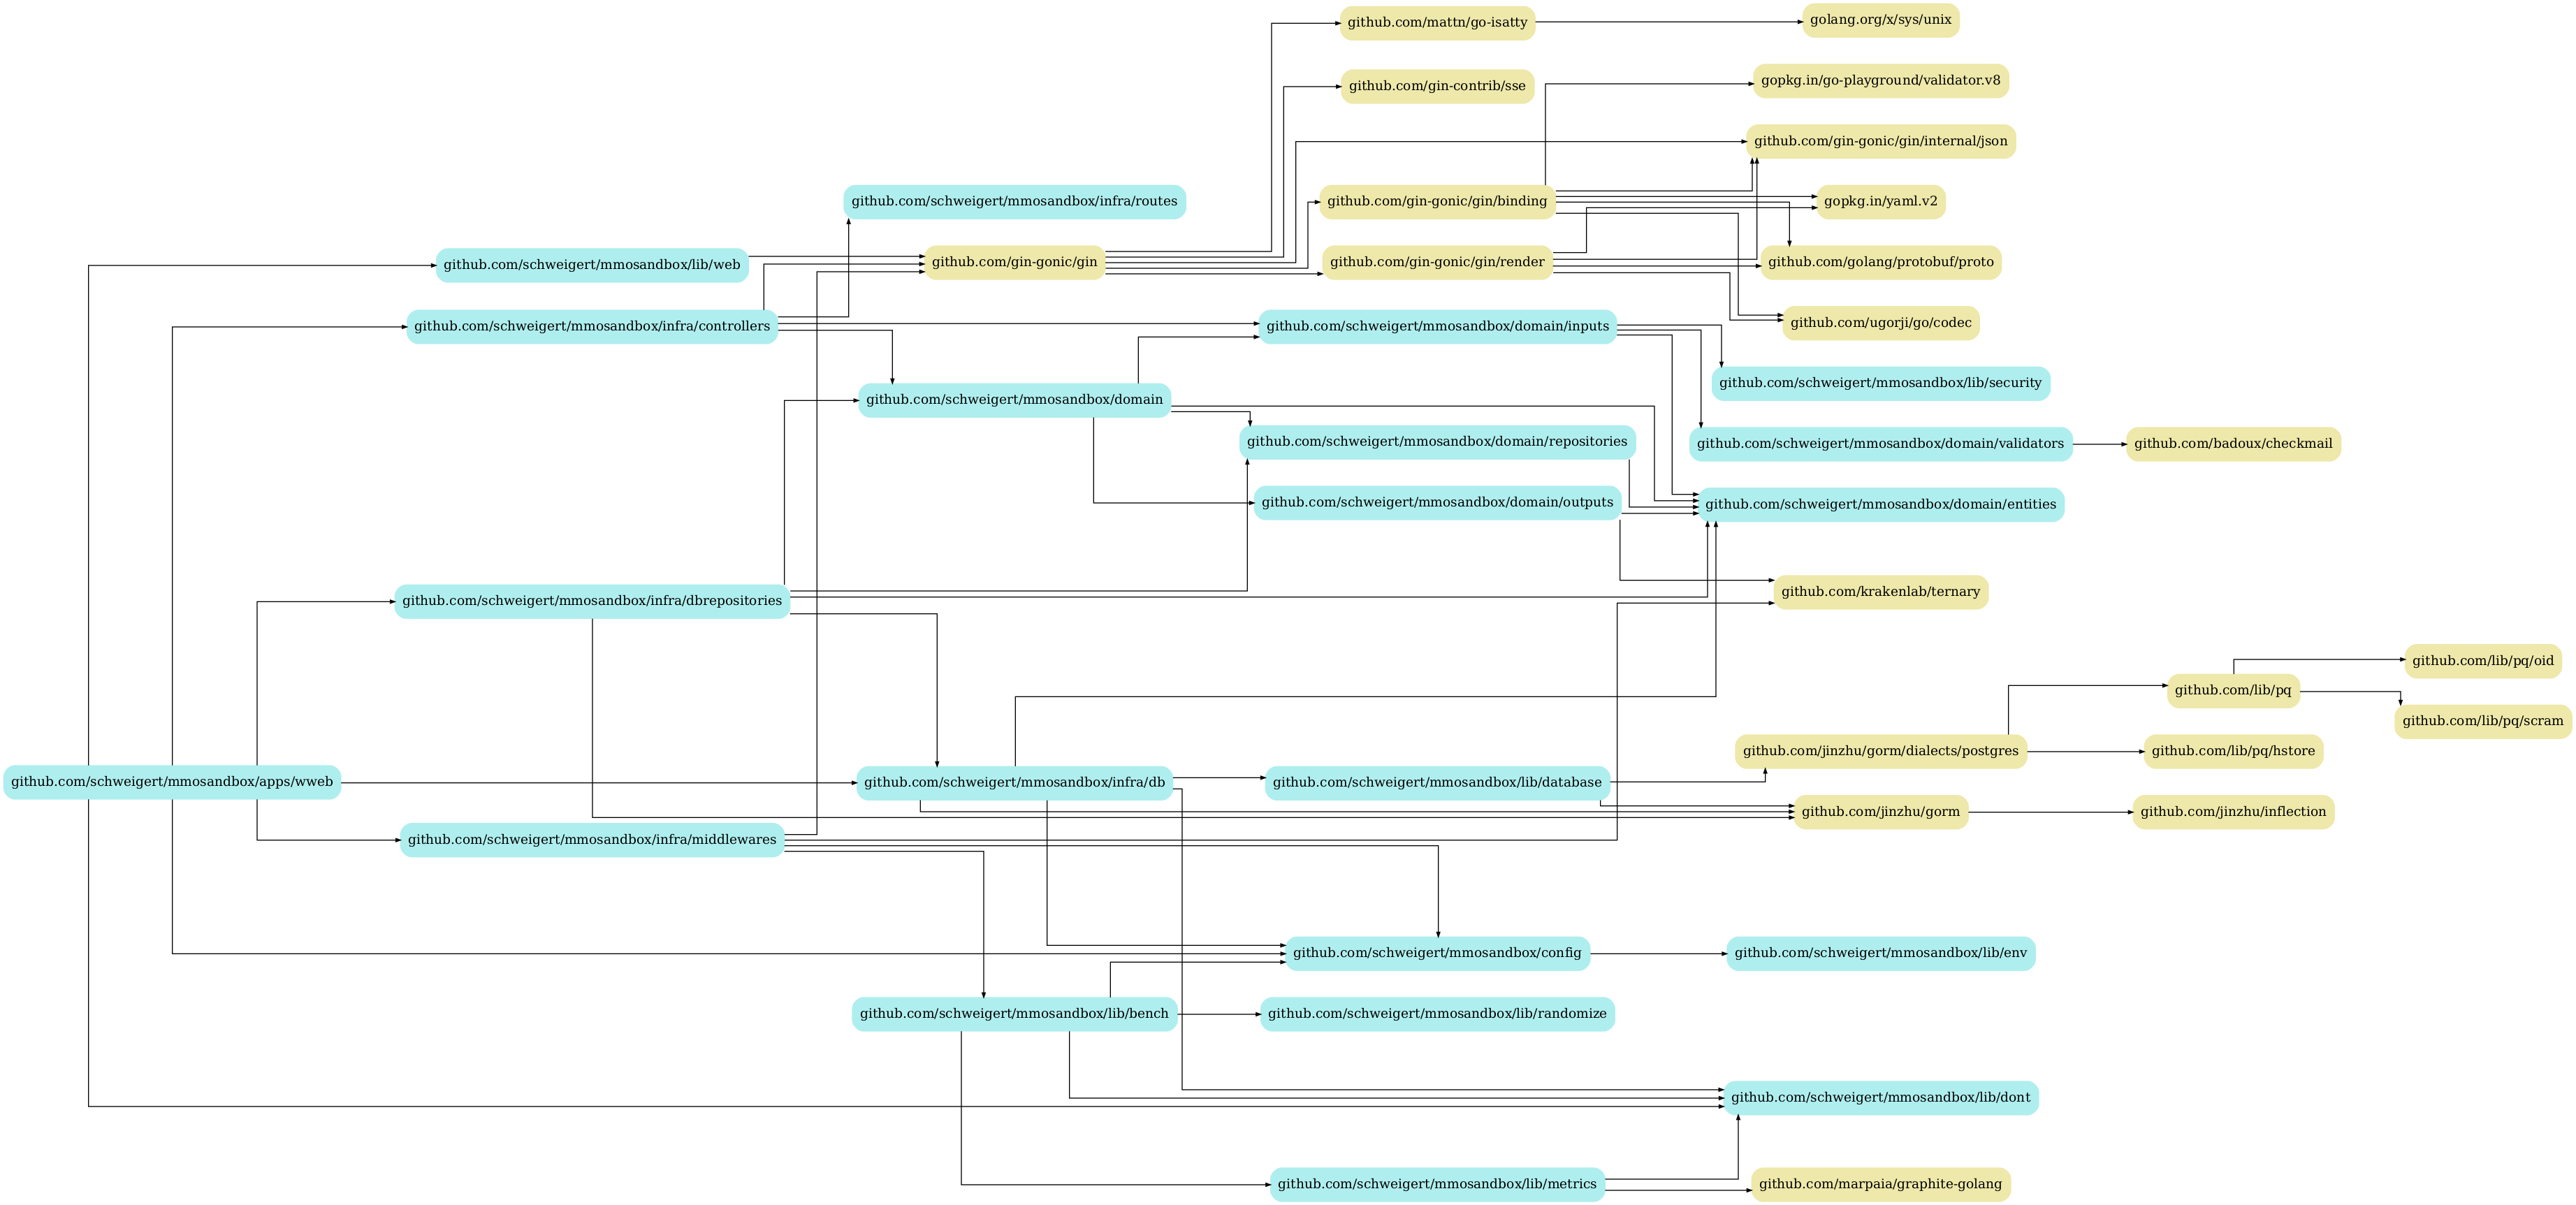 github.com/mattn/go-isatty
golang.org/x/sys/unix
github.com/gin-contrib/sse
gopkg.in/go-playground/validator.v8
github.com/gin-gonic/gin/internal/json
github.com/schweigert/mmosandbox/infra/routes
github.com/gin-gonic/gin/binding
gopkg.in/yaml.v2
github.com/schweigert/mmosandbox/lib/web
github.com/gin-gonic/gin
github.com/gin-gonic/gin/render
github.com/golang/protobuf/proto
github.com/schweigert/mmosandbox/infra/controllers
github.com/schweigert/mmosandbox/domain/inputs
github.com/ugorji/go/codec
github.com/schweigert/mmosandbox/lib/security
github.com/schweigert/mmosandbox/domain
github.com/schweigert/mmosandbox/domain/repositories
github.com/schweigert/mmosandbox/domain/validators
github.com/badoux/checkmail
github.com/schweigert/mmosandbox/domain/outputs
github.com/schweigert/mmosandbox/domain/entities
github.com/schweigert/mmosandbox/infra/dbrepositories
github.com/krakenlab/ternary
github.com/lib/pq/oid
github.com/lib/pq
github.com/lib/pq/scram
github.com/jinzhu/gorm/dialects/postgres
github.com/lib/pq/hstore
github.com/schweigert/mmosandbox/apps/wweb
github.com/schweigert/mmosandbox/infra/db
github.com/schweigert/mmosandbox/lib/database
github.com/jinzhu/gorm
github.com/jinzhu/inflection
github.com/schweigert/mmosandbox/infra/middlewares
github.com/schweigert/mmosandbox/config
github.com/schweigert/mmosandbox/lib/env
github.com/schweigert/mmosandbox/lib/bench
github.com/schweigert/mmosandbox/lib/randomize
github.com/schweigert/mmosandbox/lib/dont
github.com/schweigert/mmosandbox/lib/metrics
github.com/marpaia/graphite-golang